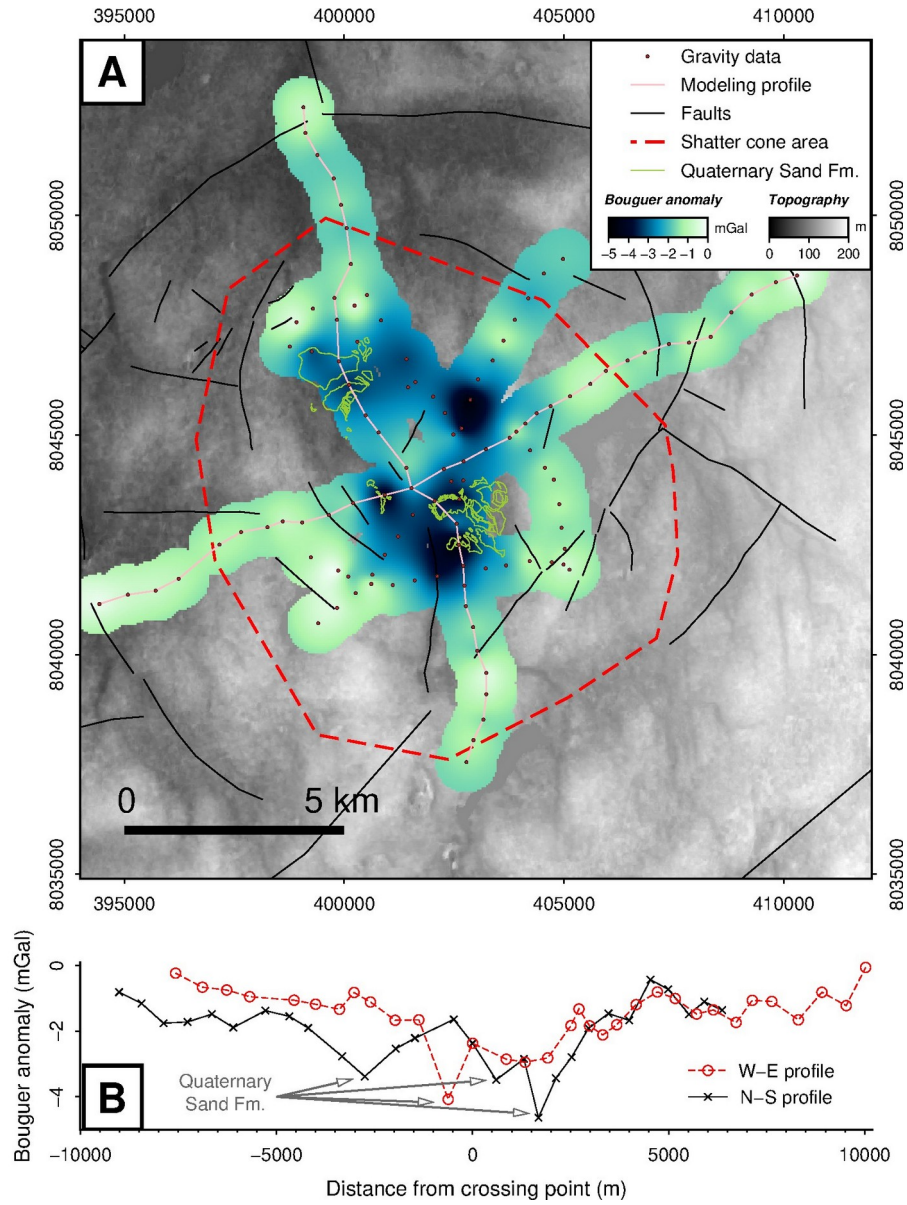 395000 400000 405000 410000
A
Gravity data
Modeling profile
Faults
Shatter cone area
Quaternary Sand Fm.
Bouguer anomaly Topography
mGal m
−5 −4 −3 −2 −1 0 0 100 200
8050000 8050000
8045000 8045000
8040000 8040000
8035000 8035000
0 5 km
395000 400000 405000 410000
Bouguer anomaly (mGal)
0
−2
−4
B
Quaternary
Sand Fm.
W−E profile
N−S profile
−10000 −5000 0 5000 10000
Distance from crossing point (m)